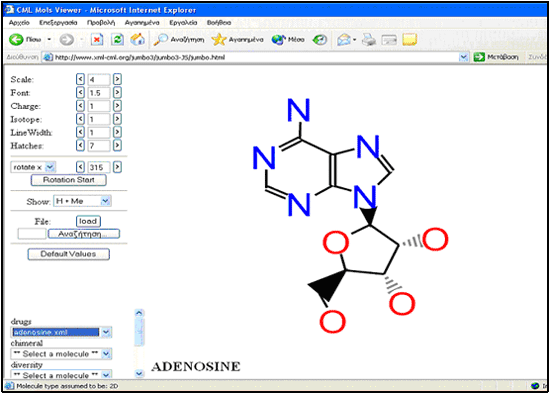 CML Mols Viewer - Microsoft Internet Explorer
Αρχείο Επεξεργασία Προβολή Αγαπημένα Εργαλεία Βοήθεια
Πίσω Αναζήτηση Αγαπημένα Μέσα
Διεύθυνση http://www.xml-cml.org/jumbo3/jumbo3-JS/jumbo.html Μετάβαση
Scale: < 4 >
Font: < 1.5 >
Charge: < 1 >
Isotope: < 1 >
LineWidth: < 1 >
Hatches: < 7 >
rotate x < 315 >
Rotation Start
Show: H + Me
File: load
Αναζήτηση...
Default Values
drugs
adenosine.xml
chimeral
** Select a molecule **
diversity
** Select a molecule **
N
N
N
N
N
O
O
O
O
ADENOSINE
Molecule type assumed to be: 2D